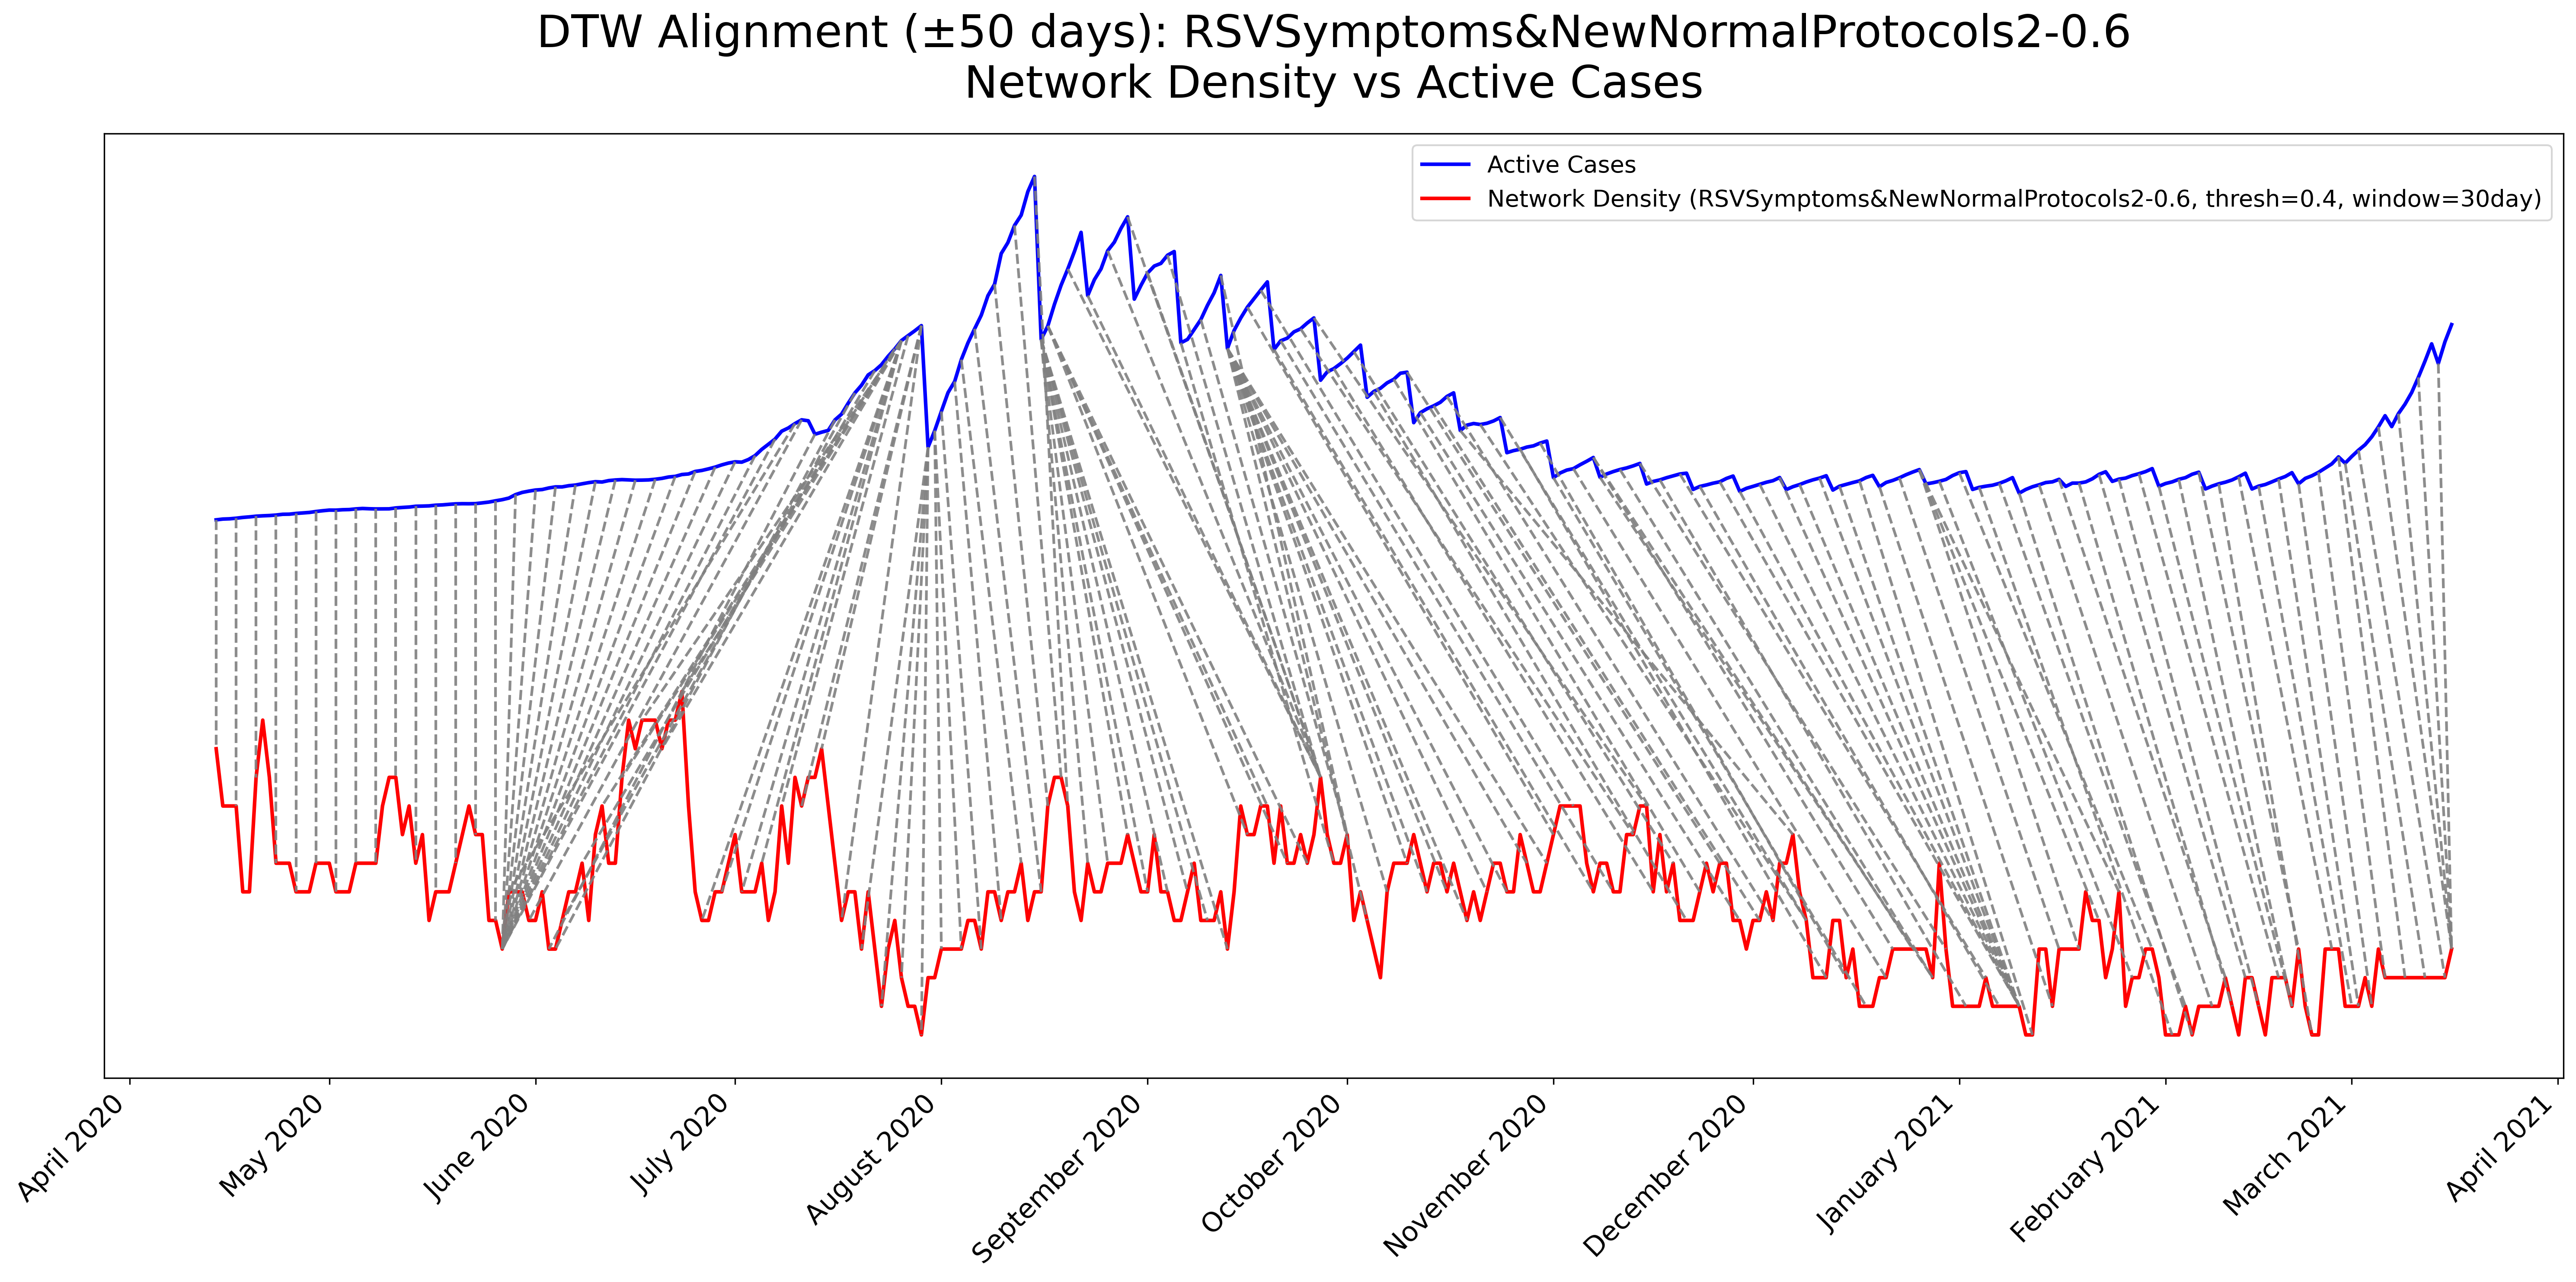 DTW Alignment (±50 days): RSVSymptoms&NewNormalProtocols2-0.6
Network Density vs Active Cases
Active Cases
Network Density (RSVSymptoms&NewNormalProtocols2-0.6, thresh=0.4, window=30day)
April 2020
May 2020
June 2020
July 2020
August 2020
September 2020
October 2020
November 2020
December 2020
January 2021
February 2021
March 2021
April 2021